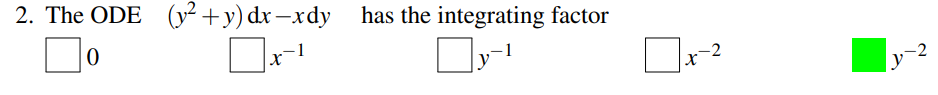 2. The ODE (y² + y) dx − x dy has the integrating factor
0 x⁻¹ y⁻¹ x⁻² y⁻²